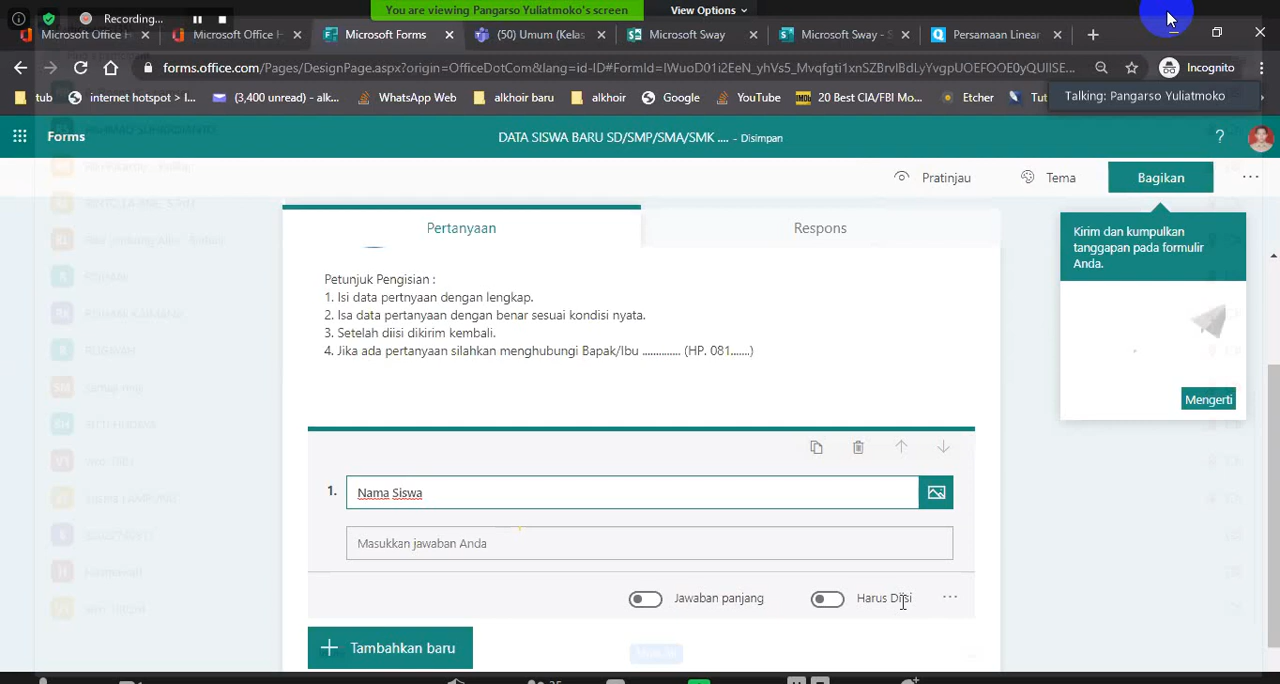 Recording...
You are viewing Pangarso Yuliatmoko's screen
View Options
Microsoft Office H
Microsoft Office H
Microsoft Forms
(50) Umum (Kelas
Microsoft Sway
Microsoft Sway - S
Persamaan Linear
forms.office.com/Pages/DesignPage.aspx?origin=OfficeDotCom&lang=id-ID#FormId=IWuoD01i2EeN_yhVs5_Mvqfgti1xnSZBrvIBdLyYvgpUOEFOOE0yQUlISE...
Incognito
tub
internet hotspot > I...
(3,400 unread) - alk...
WhatsApp Web
alkhoir baru
alkhoir
Google
YouTube
20 Best CIA/FBI Mo...
Etcher
Tut
Talking: Pangarso Yuliatmoko
Forms
DATA SISWA BARU SD/SMP/SMA/SMK .... - Disimpan
?
Pratinjau
Tema
Bagikan
Pertanyaan
Respons
Kirim dan kumpulkan
tanggapan pada formulir
Anda.
Mengerti
Petunjuk Pengisian :
1. Isi data pertnyaan dengan lengkap.
2. Isa data pertanyaan dengan benar sesuai kondisi nyata.
3. Setelah diisi dikirim kembali.
4. Jika ada pertanyaan silahkan menghubungi Bapak/Ibu .............. (HP. 081.......)
1.
Nama Siswa
Masukkan jawaban Anda
Jawaban panjang
Harus Diisi
Tambahkan baru